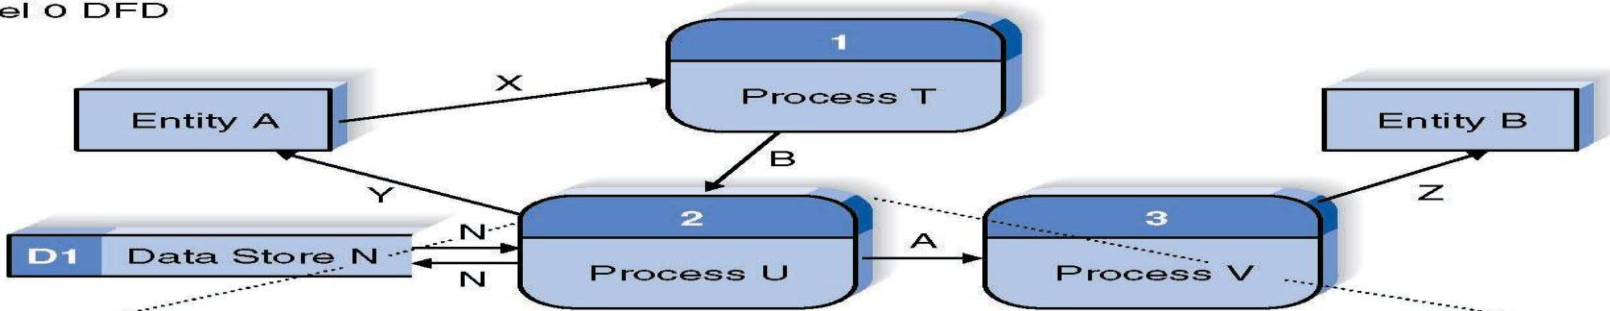 el 0 DFD
1
Process T
X
Entity A
Entity B
B
Y
Z
2
3
N
A
D1 Data Store N
Process U
Process V
N